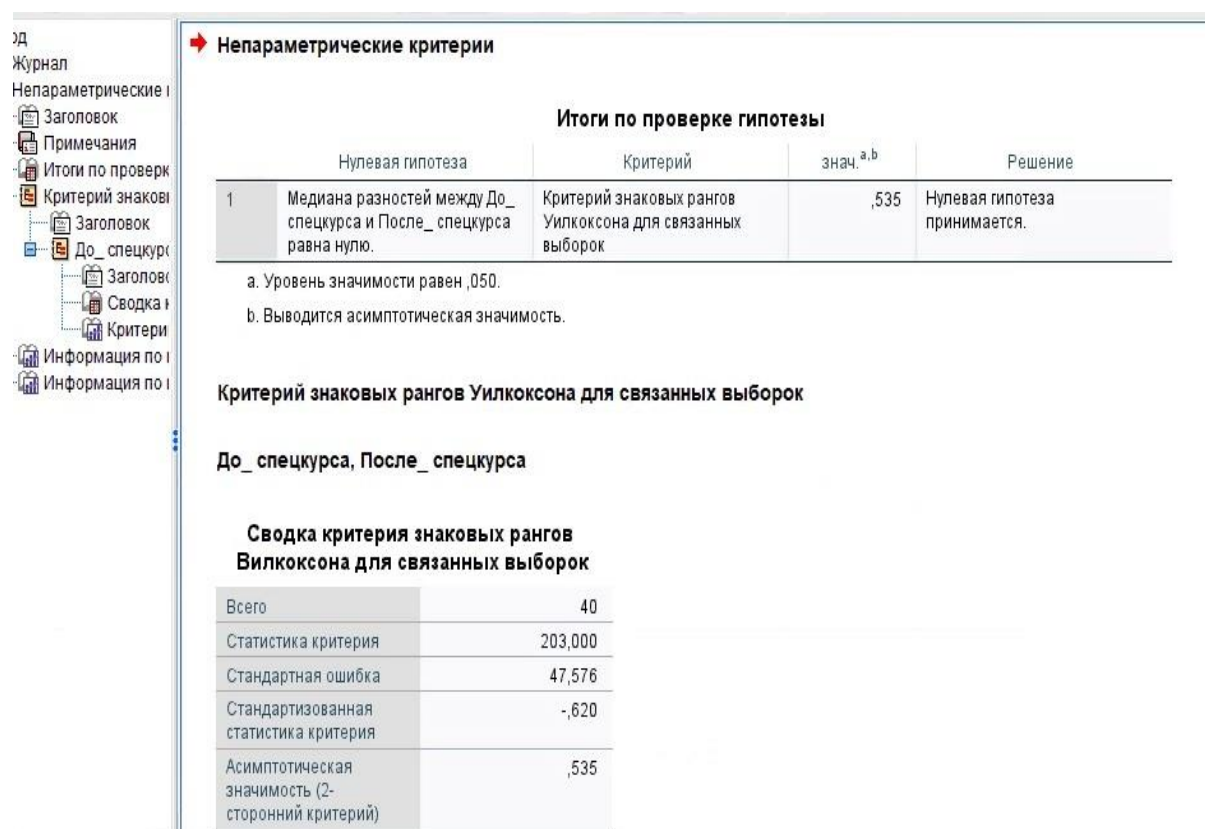 Журнал
Непараметрические
Заголовок
Примечания
Итоги по проверк
Критерий знаковы
Заголовок
До_ спецкурс
Заголово
Сводка к
Критери
Информация по
Информация по
Непараметрические критерии
Итоги по проверке гипотезы
Нулевая гипотеза Критерий знач.a,b Решение
1 Медиана разностей между До_ Критерий знаковых рангов ,535 Нулевая гипотеза
спецкурса и После_ спецкурса Уилкоксона для связанных принимается.
равна нулю. выборок
a. Уровень значимости равен ,050.
b. Выводится асимптотическая значимость.
Критерий знаковых рангов Уилкоксона для связанных выборок
До_ спецкурса, После_ спецкурса
Сводка критерия знаковых рангов
Вилкоксона для связанных выборок
Всего 40
Статистика критерия 203,000
Стандартная ошибка 47,576
Стандартизованная -,620
статистика критерия
Асимптотическая ,535
значимость (2-
сторонний критерий)